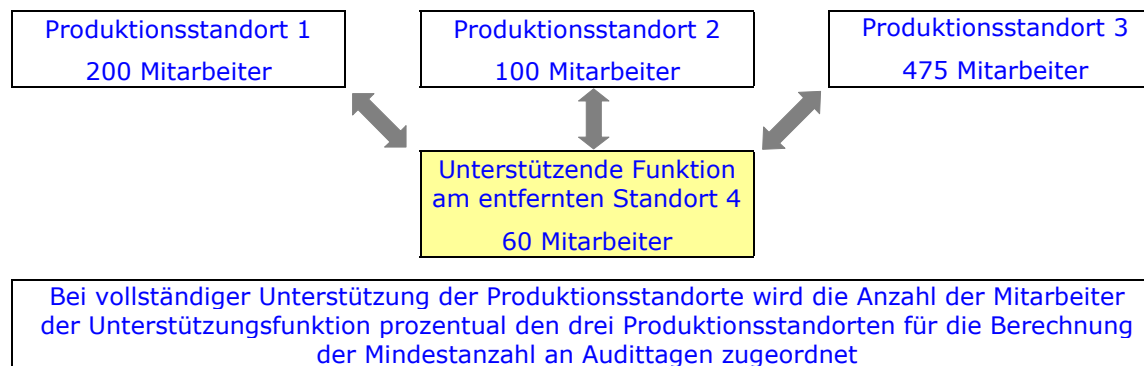 Produktionsstandort 1
200 Mitarbeiter
Produktionsstandort 2
100 Mitarbeiter
Produktionsstandort 3
475 Mitarbeiter
Unterstützende Funktion
am entfernten Standort 4
60 Mitarbeiter
Bei vollständiger Unterstützung der Produktionsstandorte wird die Anzahl der Mitarbeiter
der Unterstützungsfunktion prozentual den drei Produktionsstandorten für die Berechnung
der Mindestanzahl an Audittagen zugeordnet